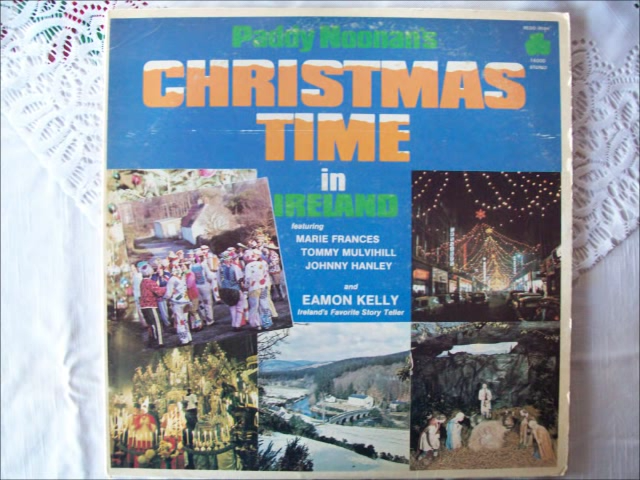 Paddy Noonan's
CHRISTMAS
TIME
in
IRELAND
featuring
MARIE FRANCES
TOMMY MULVIHILL
JOHNNY HANLEY
and
EAMON KELLY
Ireland's Favorite Story Teller
STEREO